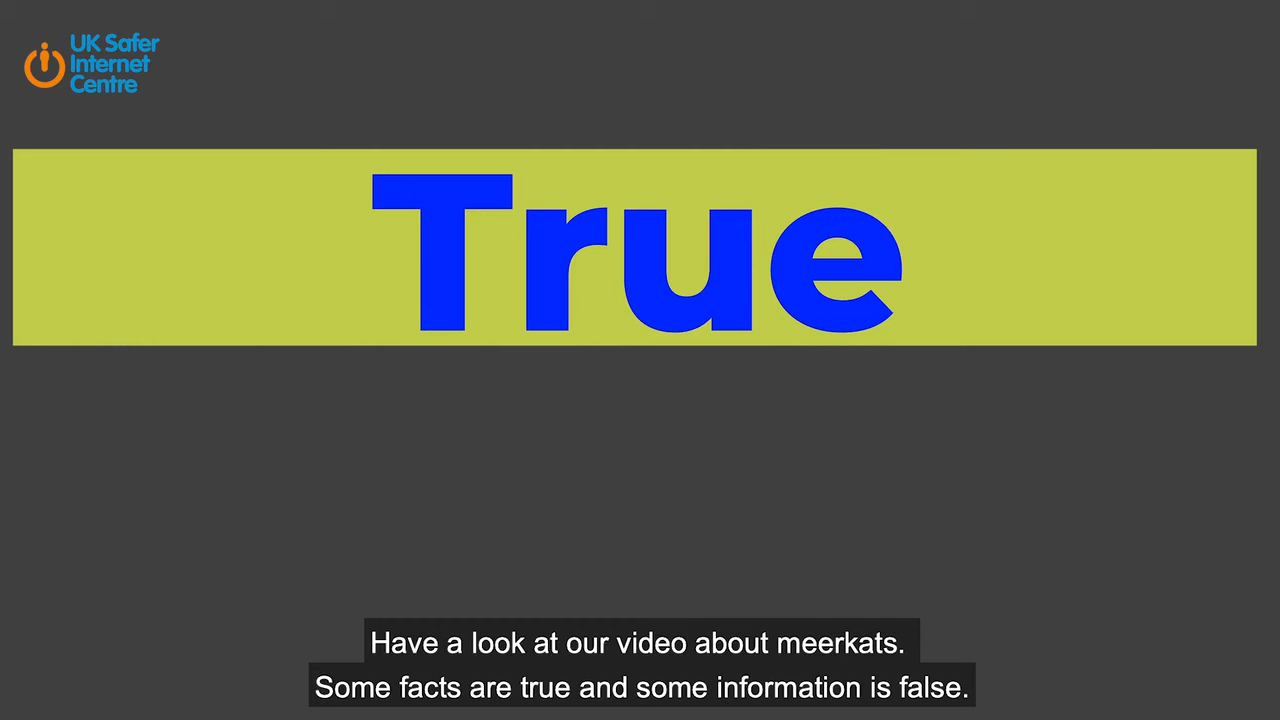 UK Safer
Internet
Centre
True
Have a look at our video about meerkats.
Some facts are true and some information is false.